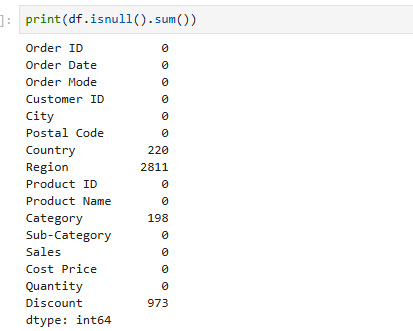 ]: print(df.isnull().sum())
Order ID 0
Order Date 0
Order Mode 0
Customer ID 0
City 0
Postal Code 0
Country 220
Region 2811
Product ID 0
Product Name 0
Category 198
Sub-Category 0
Sales 0
Cost Price 0
Quantity 0
Discount 973
dtype: int64